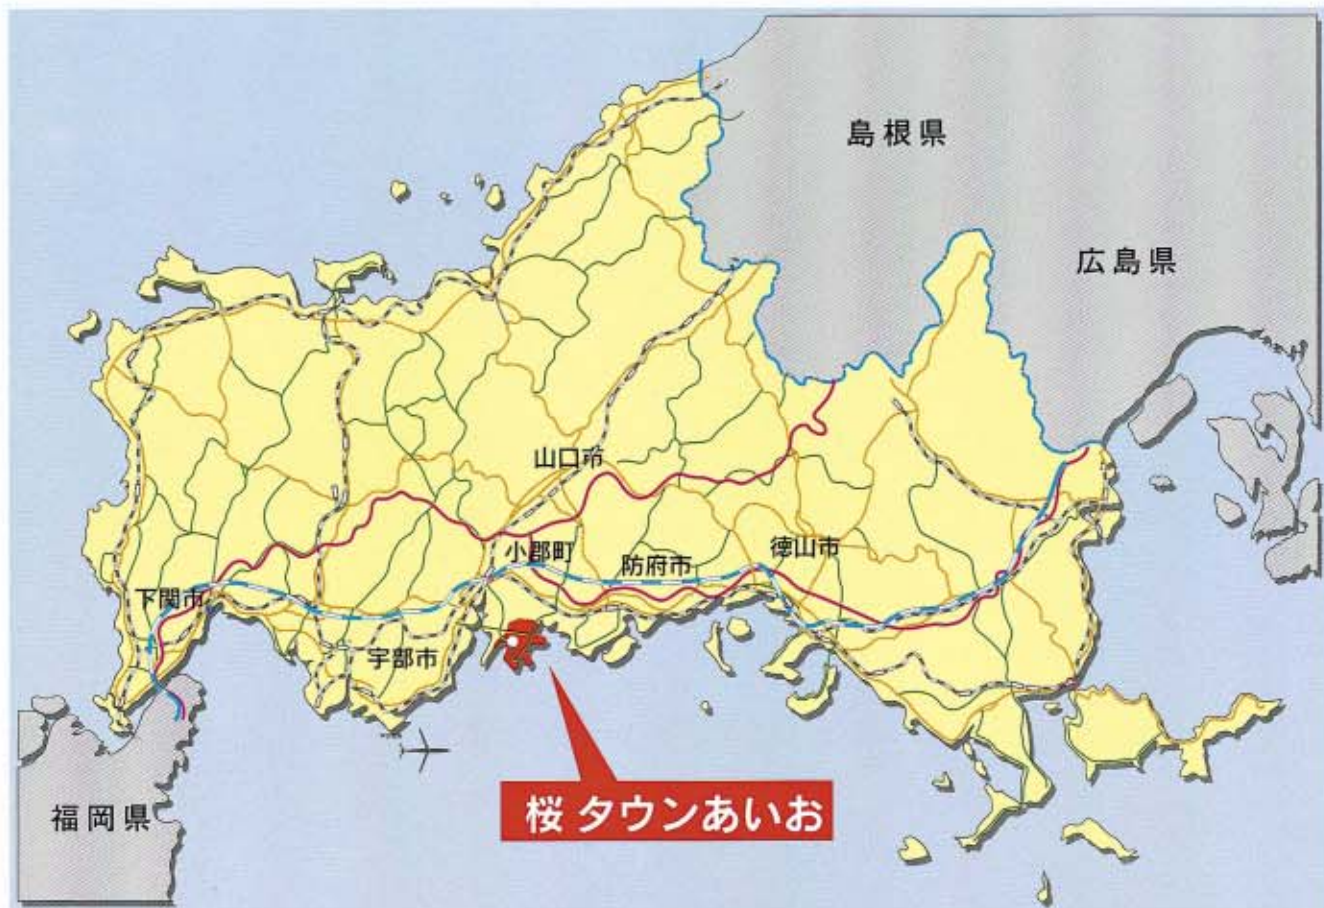 島根県
広島県
山口市
小郡町
防府市
徳山市
下関市
宇部市
桜タウンあいお
福岡県